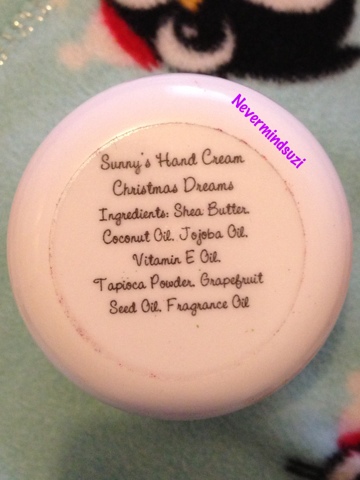 Nevermindsuzi
Sunny's Hand Cream
Christmas Dreams
Ingredients: Shea Butter,
Coconut Oil, Jojoba Oil,
Vitamin E Oil,
Tapioca Powder, Grapefruit
Seed Oil, Fragrance Oil